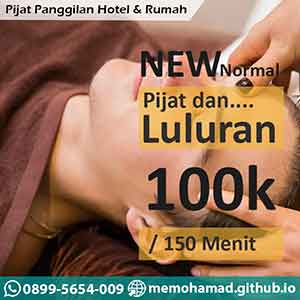 Pijat Panggilan Hotel & Rumah
NEW Normal
Pijat dan....
Luluran
100k
/ 150 Menit
0899-5654-009 memohamad.github.io